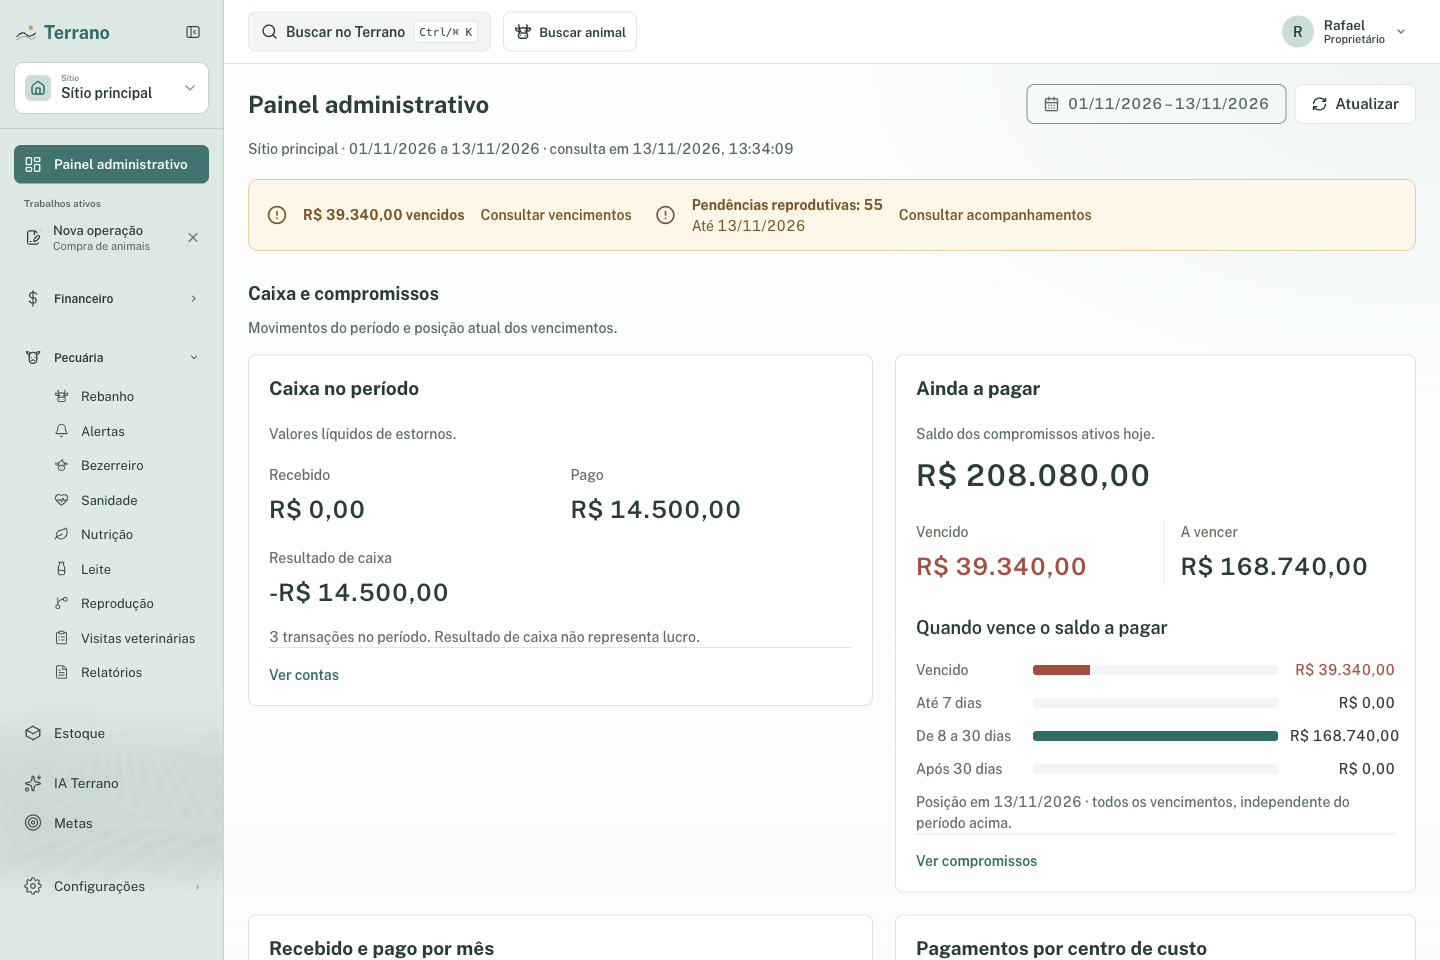 Terrano
Sítio
Sítio principal
Painel administrativo
Trabalhos ativos
Nova operação
Compra de animais
Financeiro
Pecuária
Rebanho
Alertas
Bezerreiro
Sanidade
Nutrição
Leite
Reprodução
Visitas veterinárias
Relatórios
Estoque
IA Terrano
Metas
Configurações
Buscar no Terrano Ctrl/⌘ K
Buscar animal
R
Rafael
Proprietário
Painel administrativo
01/11/2026 – 13/11/2026
Atualizar
Sítio principal · 01/11/2026 a 13/11/2026 · consulta em 13/11/2026, 13:34:09
R$ 39.340,00 vencidos Consultar vencimentos
Pendências reprodutivas: 55
Até 13/11/2026
Consultar acompanhamentos
Caixa e compromissos
Movimentos do período e posição atual dos vencimentos.
Caixa no período
Valores líquidos de estornos.
Recebido
R$ 0,00
Pago
R$ 14.500,00
Resultado de caixa
-R$ 14.500,00
3 transações no período. Resultado de caixa não representa lucro.
Ver contas
Ainda a pagar
Saldo dos compromissos ativos hoje.
R$ 208.080,00
Vencido
R$ 39.340,00
A vencer
R$ 168.740,00
Quando vence o saldo a pagar
Vencido R$ 39.340,00
Até 7 dias R$ 0,00
De 8 a 30 dias R$ 168.740,00
Após 30 dias R$ 0,00
Posição em 13/11/2026 · todos os vencimentos, independente do
período acima.
Ver compromissos
Recebido e pago por mês
Pagamentos por centro de custo